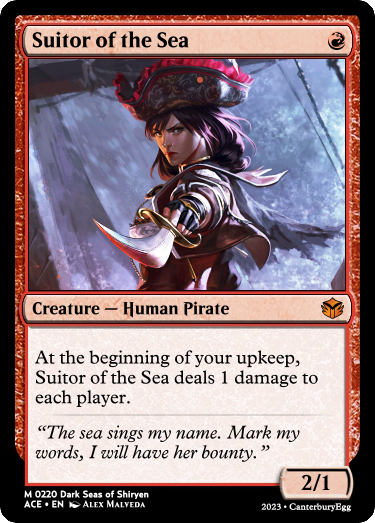 Suitor of the Sea
Creature — Human Pirate
At the beginning of your upkeep,
Suitor of the Sea deals 1 damage to
each player.
“The sea sings my name. Mark my
words, I will have her bounty.”
2/1
M 0220 Dark Seas of Shiryen
ACE • EN Alex Malveda
2023 • CanterburyEgg